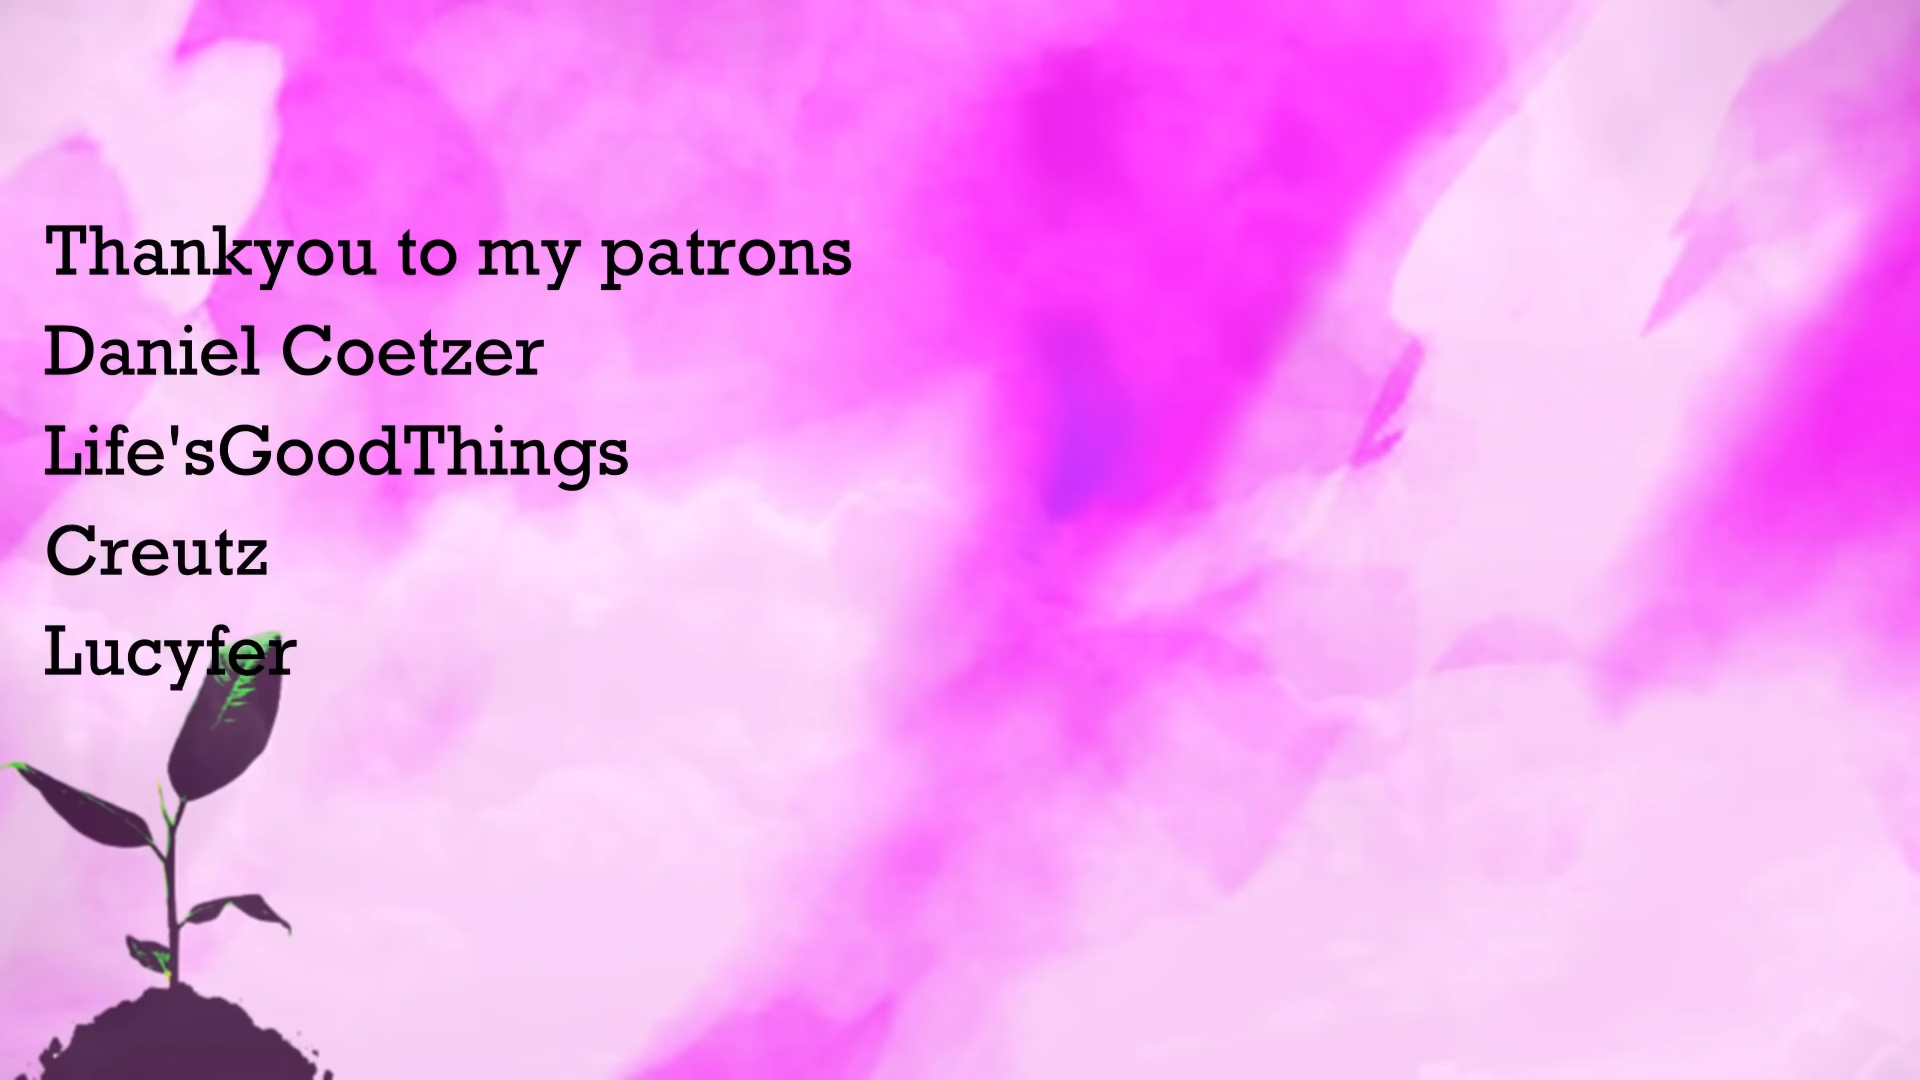 Thankyou to my patrons
Daniel Coetzer
Life'sGoodThings
Creutz
Lucyfer